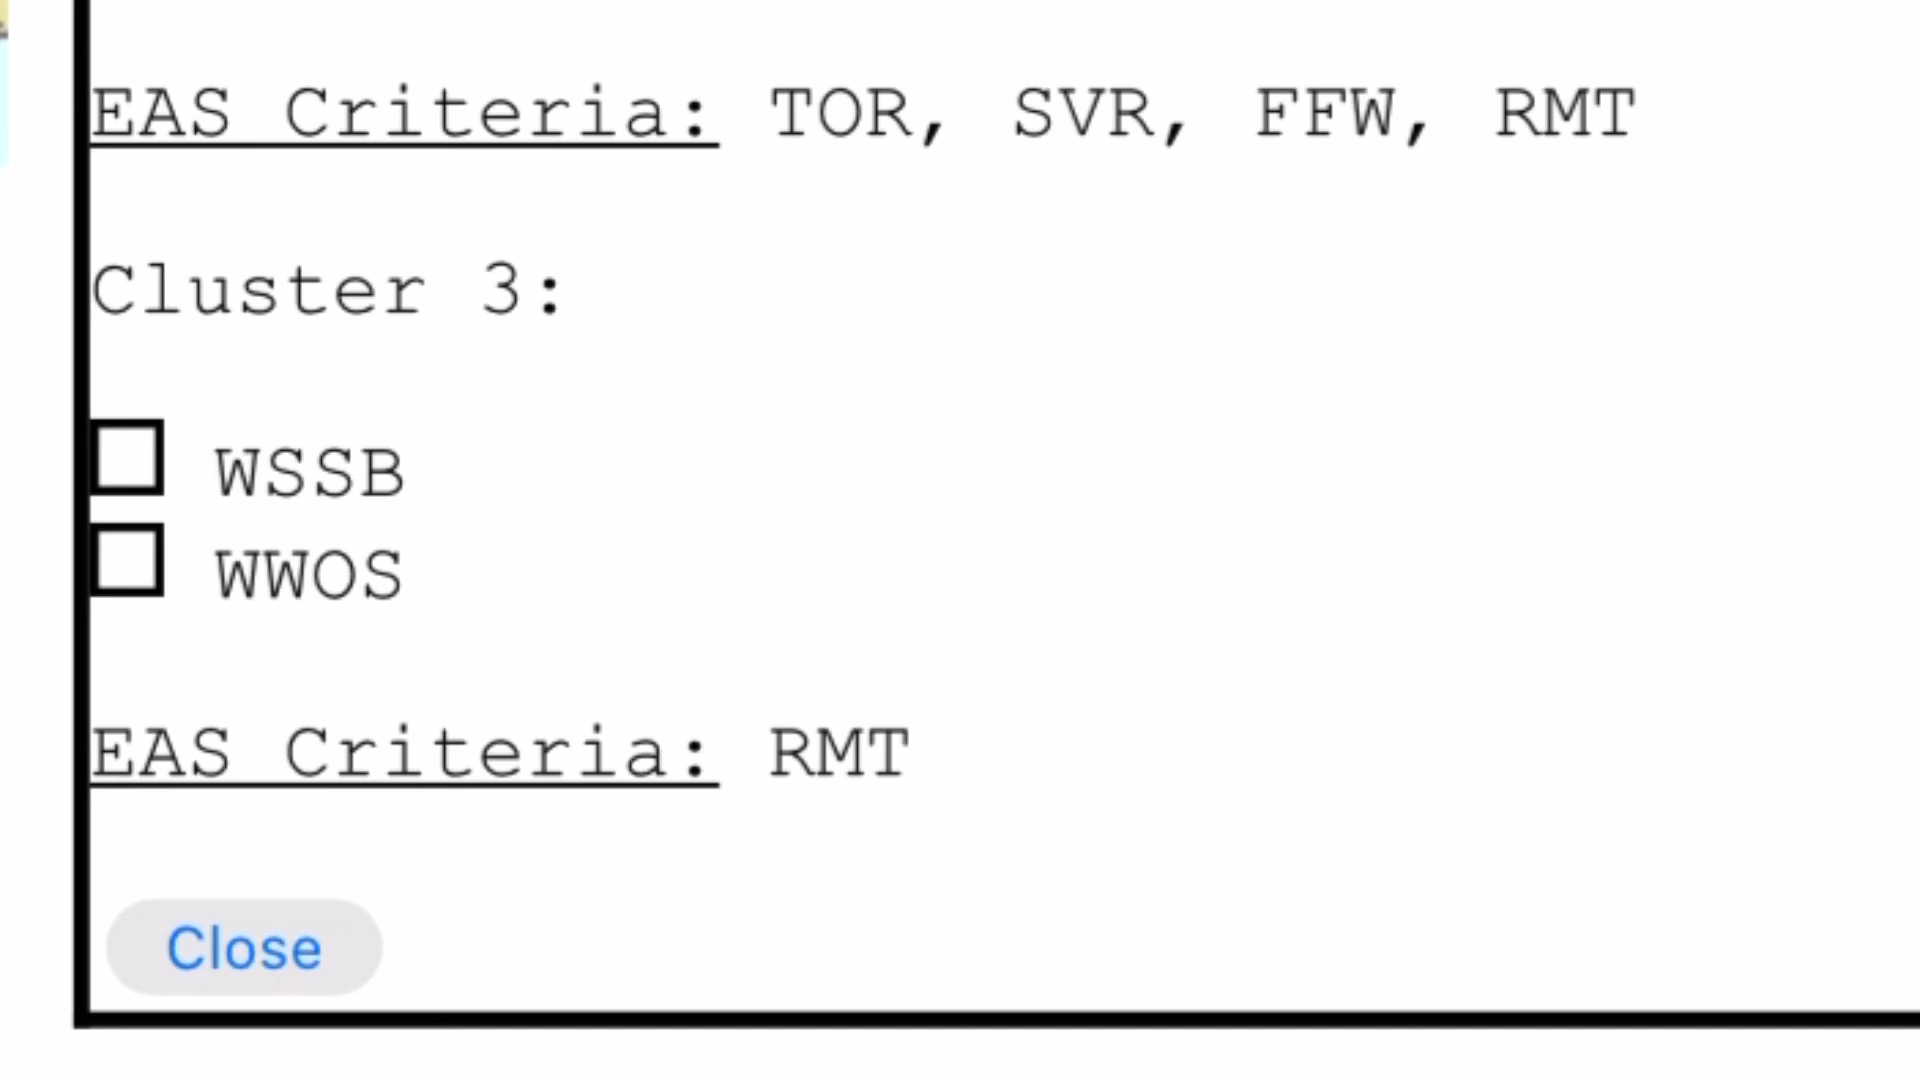 EAS Criteria: TOR, SVR, FFW, RMT
Cluster 3:
WSSB
WWOS
EAS Criteria: RMT
Close